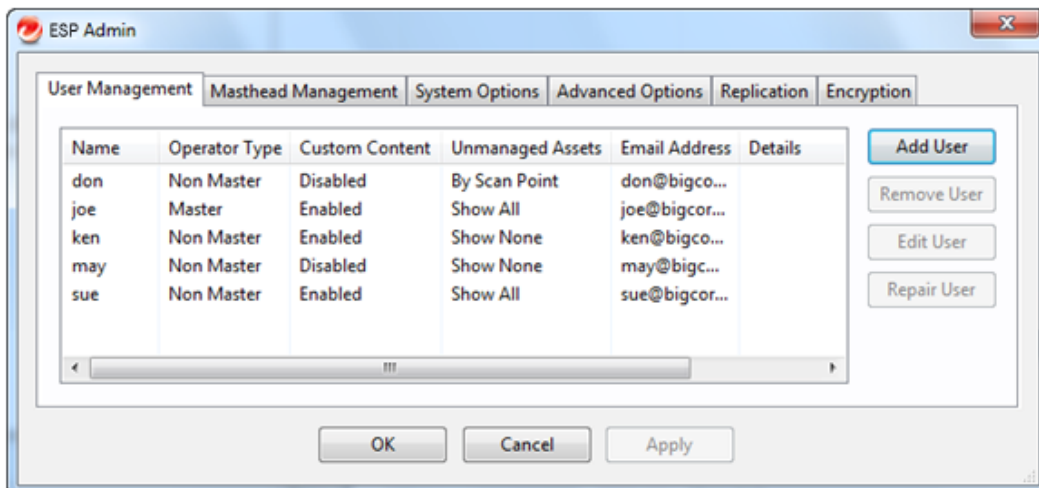 ESP Admin
User Management Masthead Management System Options Advanced Options Replication Encryption
Name Operator Type Custom Content Unmanaged Assets Email Address Details
don Non Master Disabled By Scan Point don@bigco...
joe Master Enabled Show All joe@bigcor...
ken Non Master Enabled Show None ken@bigco...
may Non Master Disabled Show None may@bigc...
sue Non Master Enabled Show All sue@bigcor...
Add User
Remove User
Edit User
Repair User
OK Cancel Apply